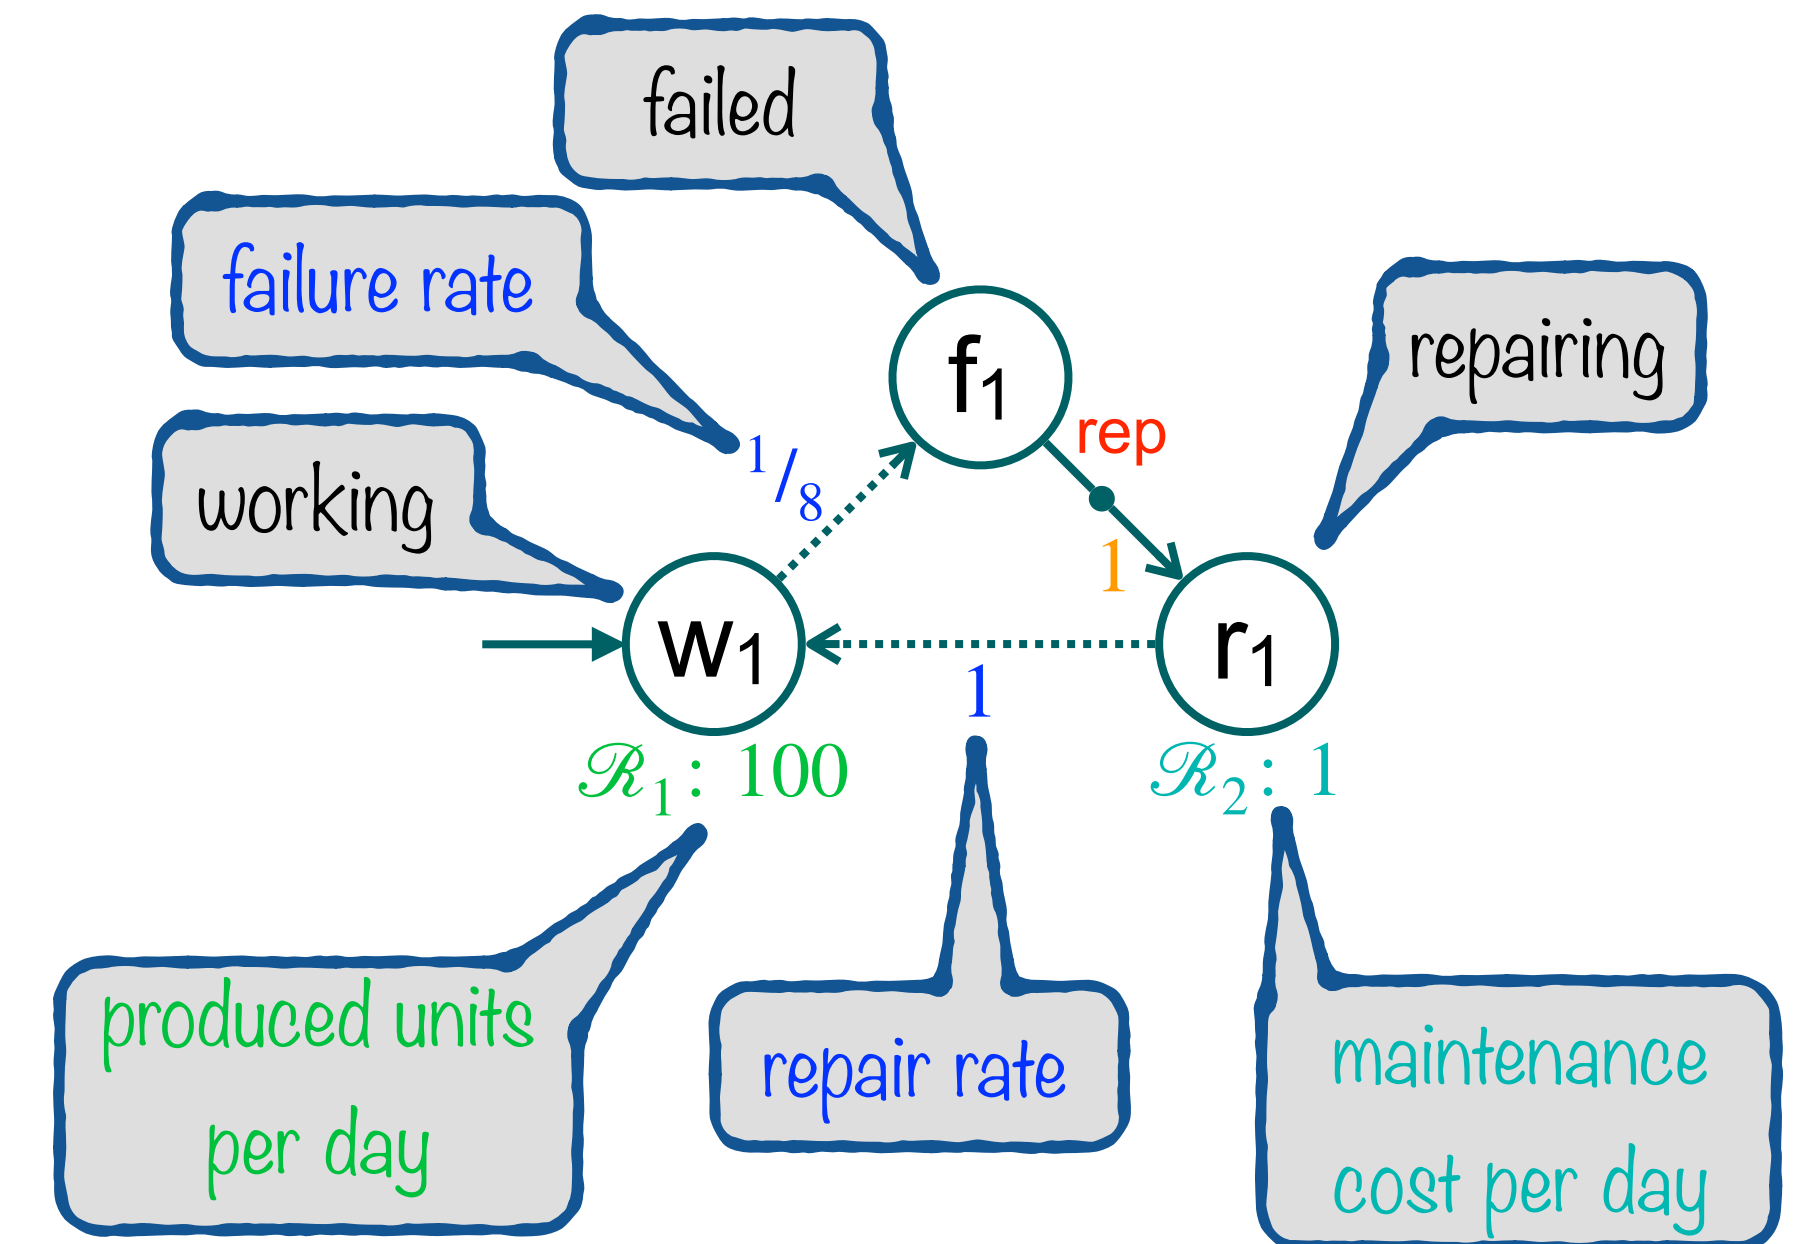 failed
failure rate
repairing
f₁
rep
1/8
working
1
w₁
r₁
1
ℛ₁: 100
ℛ₂: 1
produced units
per day
repair rate
maintenance
cost per day